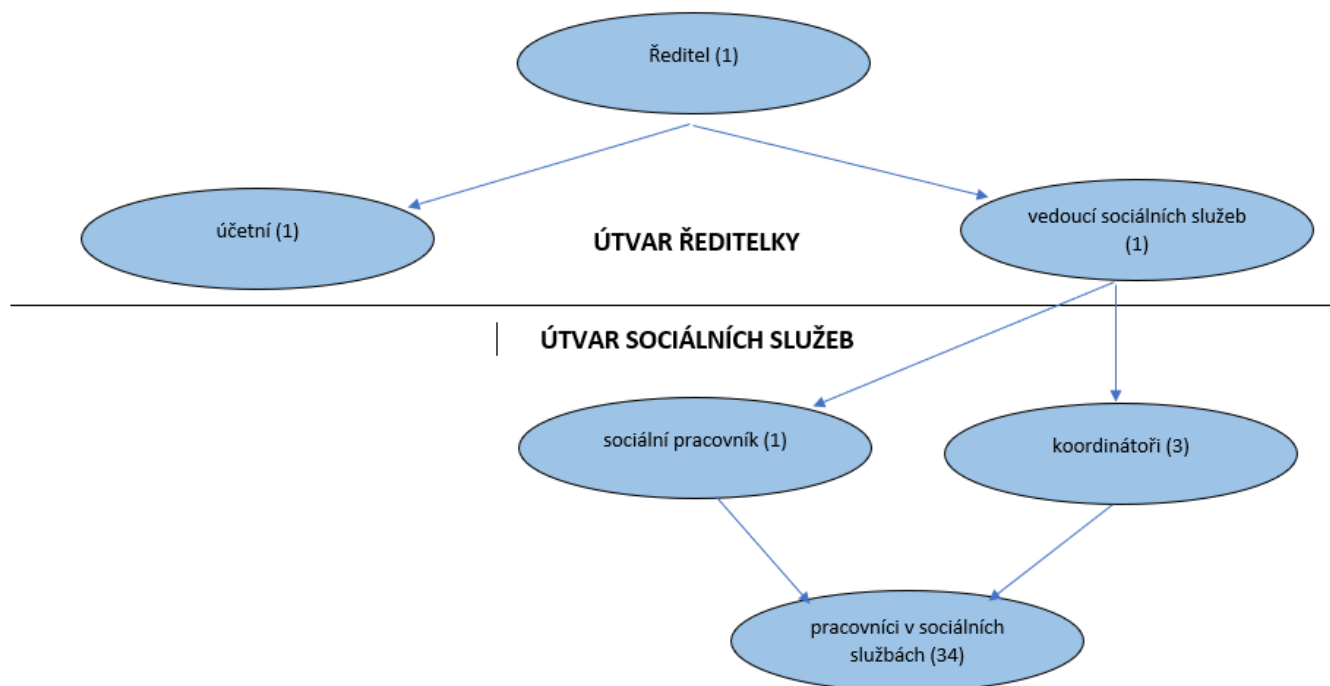 Ředitel (1)
účetní (1)
ÚTVAR ŘEDITELKY
vedoucí sociálních služeb
(1)
ÚTVAR SOCIÁLNÍCH SLUŽEB
sociální pracovník (1)
koordinátoři (3)
pracovníci v sociálních
službách (34)